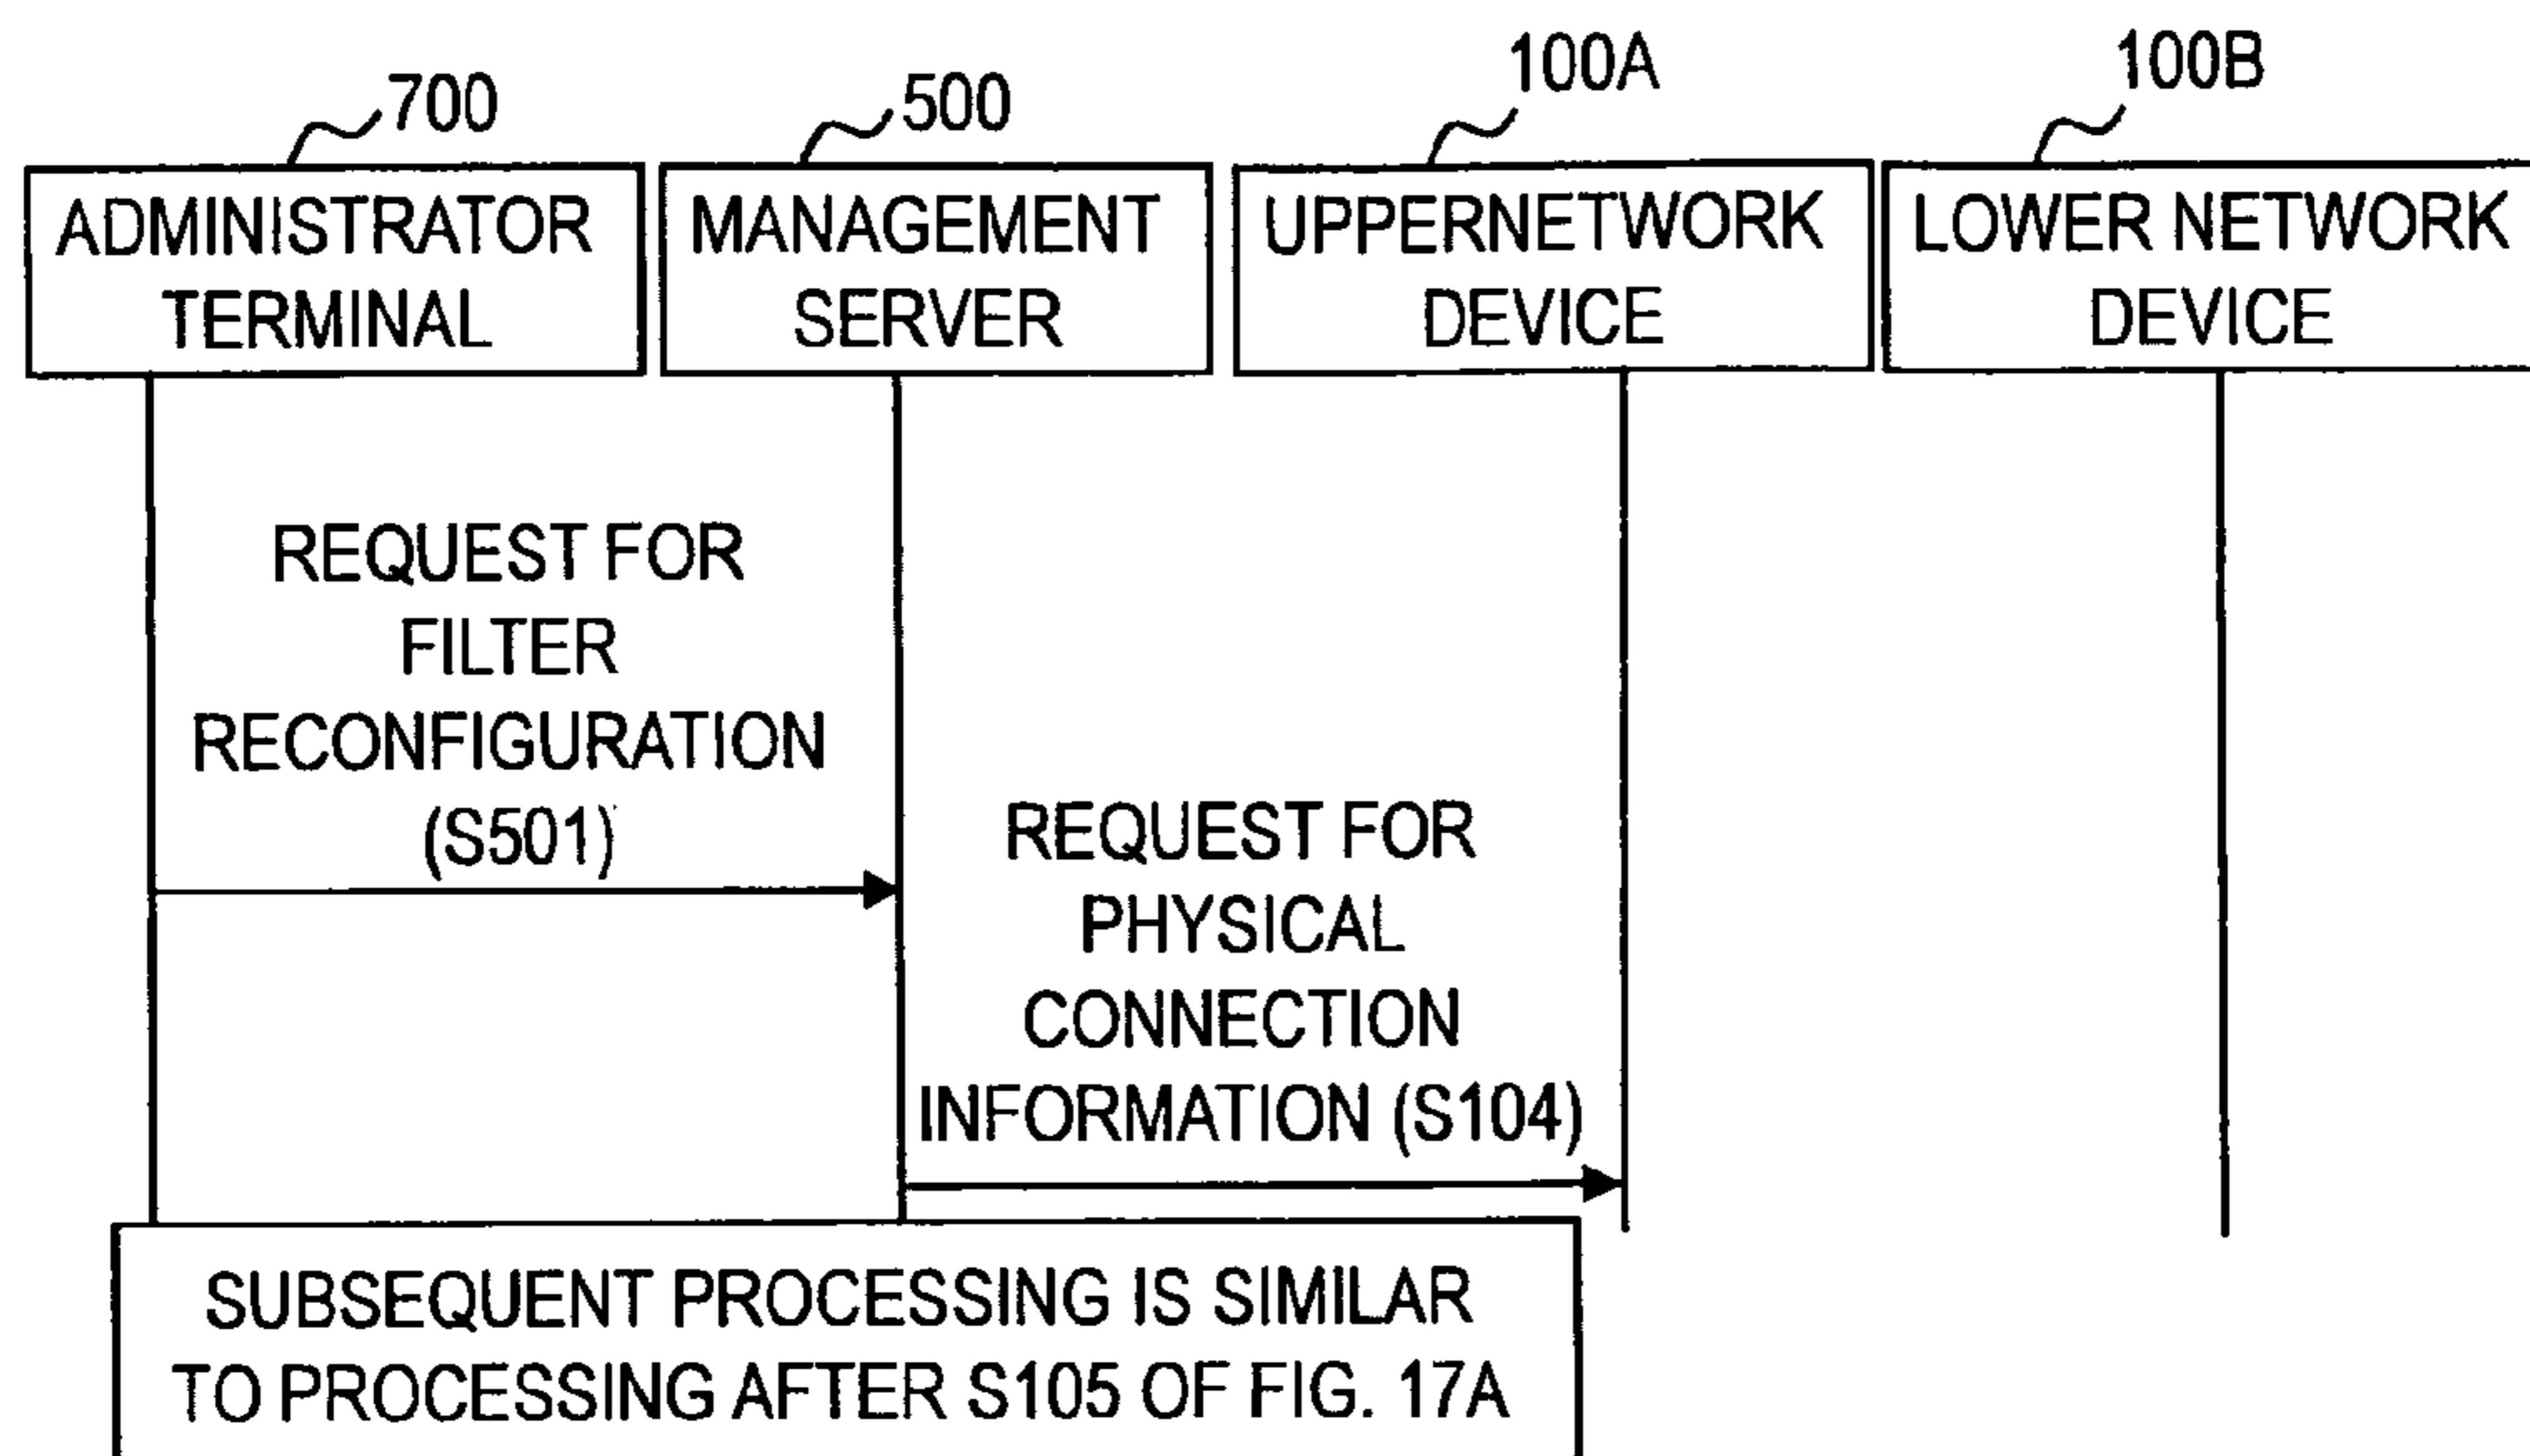 700
500
100A
100B
ADMINISTRATOR
TERMINAL
MANAGEMENT
SERVER
UPPERNETWORK
DEVICE
LOWER NETWORK
DEVICE
REQUEST FOR
FILTER
RECONFIGURATION
(S501)
REQUEST FOR
PHYSICAL
CONNECTION
INFORMATION (S104)
SUBSEQUENT PROCESSING IS SIMILAR
TO PROCESSING AFTER S105 OF FIG. 17A